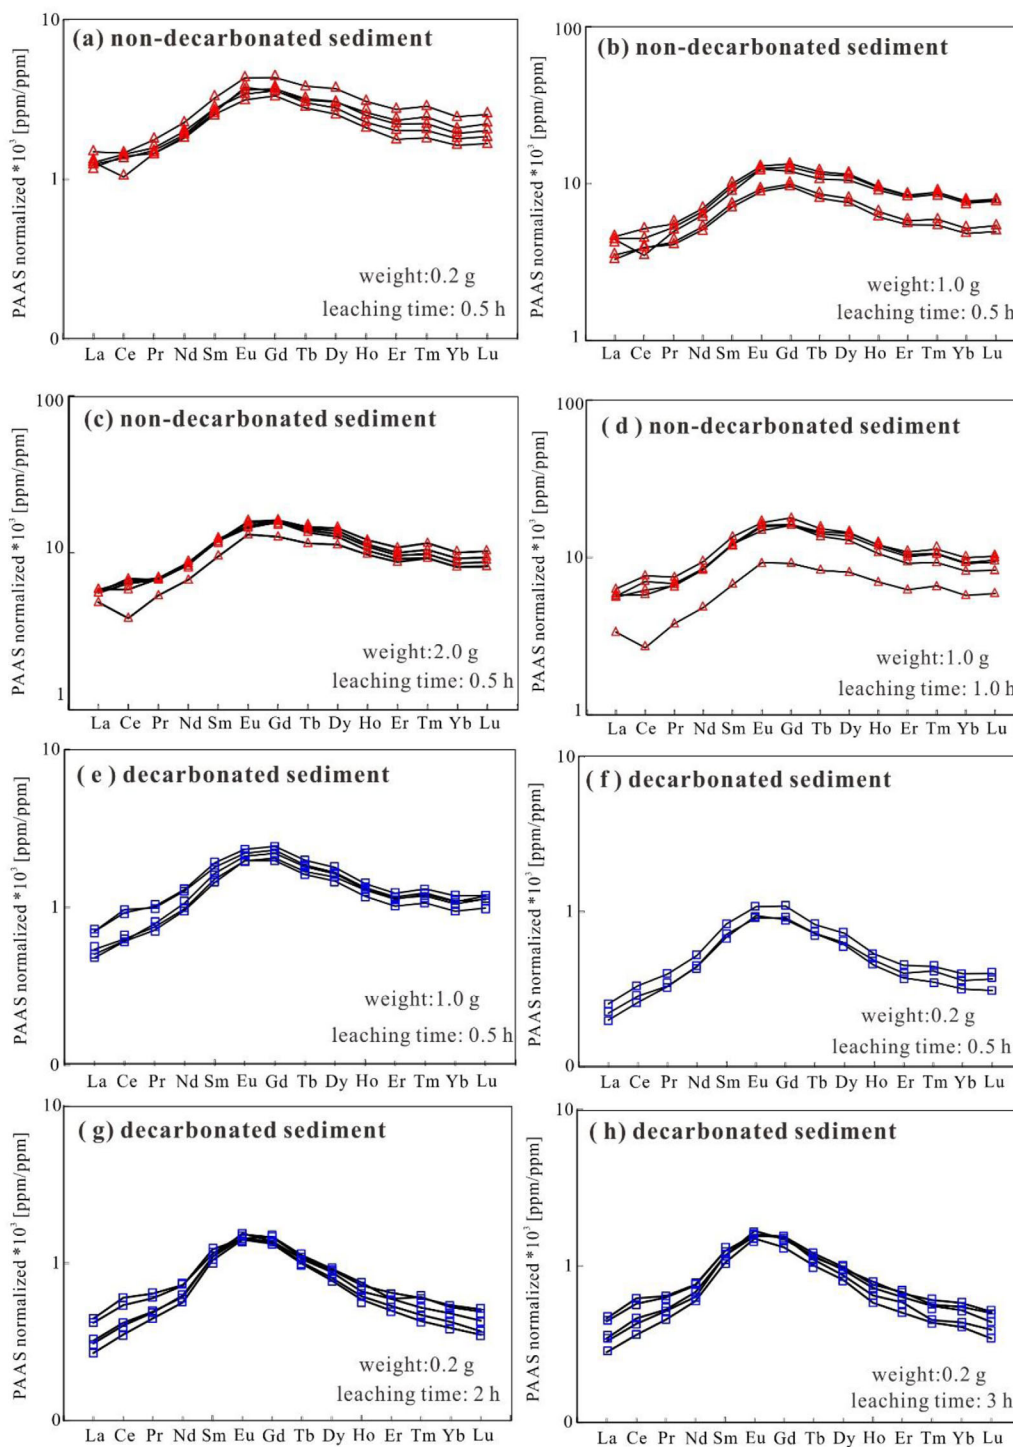 10
(a) non-decarbonated sediment
1
0
PAAS normalized *10³ [ppm/ppm]
weight:0.2 g
leaching time: 0.5 h
La Ce Pr Nd Sm Eu Gd Tb Dy Ho Er Tm Yb Lu
100
(b) non-decarbonated sediment
10
1
PAAS normalized *10³ [ppm/ppm]
weight:1.0 g
leaching time: 0.5 h
La Ce Pr Nd Sm Eu Gd Tb Dy Ho Er Tm Yb Lu
100
(c) non-decarbonated sediment
10
1
PAAS normalized *10³ [ppm/ppm]
weight:2.0 g
leaching time: 0.5 h
La Ce Pr Nd Sm Eu Gd Tb Dy Ho Er Tm Yb Lu
100
( d ) non-decarbonated sediment
10
1
PAAS normalized *10³ [ppm/ppm]
weight:1.0 g
leaching time: 1.0 h
La Ce Pr Nd Sm Eu Gd Tb Dy Ho Er Tm Yb Lu
10
( e ) decarbonated sediment
1
0
PAAS normalized *10³ [ppm/ppm]
weight:1.0 g
leaching time: 0.5 h
La Ce Pr Nd Sm Eu Gd Tb Dy Ho Er Tm Yb Lu
10
( f ) decarbonated sediment
1
0
PAAS normalized *10³ [ppm/ppm]
weight:0.2 g
leaching time: 0.5 h
La Ce Pr Nd Sm Eu Gd Tb Dy Ho Er Tm Yb Lu
10
( g ) decarbonated sediment
1
0
PAAS normalized *10³ [ppm/ppm]
weight:0.2 g
leaching time: 2 h
La Ce Pr Nd Sm Eu Gd Tb Dy Ho Er Tm Yb Lu
10
( h ) decarbonated sediment
1
0
PAAS normalized *10³ [ppm/ppm]
weight:0.2 g
leaching time: 3 h
La Ce Pr Nd Sm Eu Gd Tb Dy Ho Er Tm Yb Lu